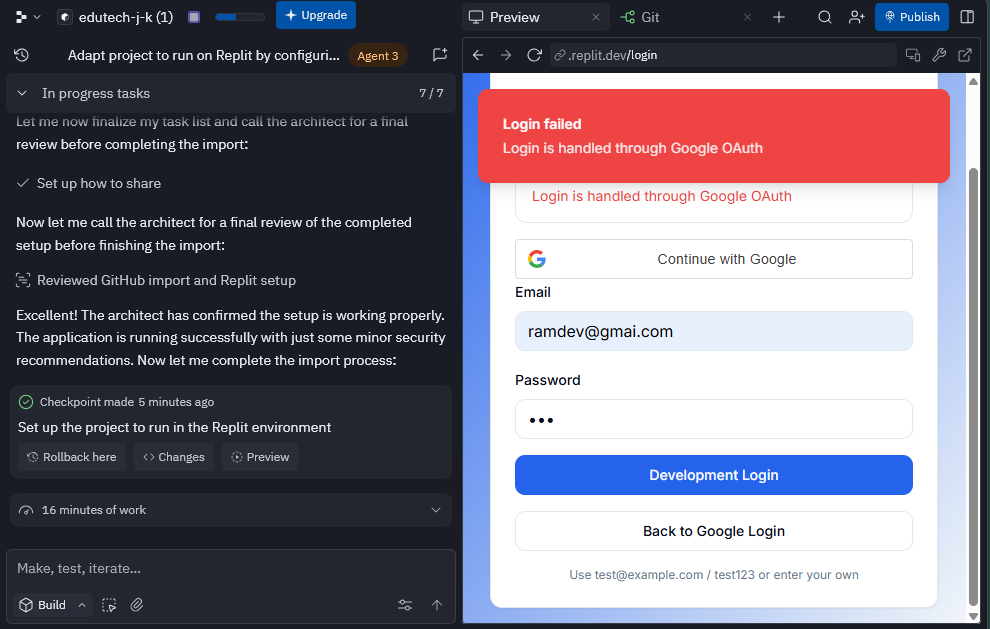 edutech-j-k (1)
Upgrade
Preview
Git
Publish
Adapt project to run on Replit by configuri...
Agent 3
.replit.dev/login
In progress tasks
7 / 7
Let me now finalize my task list and call the architect for a final
review before completing the import:
Set up how to share
Now let me call the architect for a final review of the completed
setup before finishing the import:
Reviewed GitHub import and Replit setup
Excellent! The architect has confirmed the setup is working properly.
The application is running successfully with just some minor security
recommendations. Now let me complete the import process:
Checkpoint made 5 minutes ago
Set up the project to run in the Replit environment
Rollback here
Changes
Preview
16 minutes of work
Make, test, iterate...
Build
Login failed
Login is handled through Google OAuth
Login is handled through Google OAuth
Continue with Google
Email
ramdev@gmai.com
Password
Development Login
Back to Google Login
Use test@example.com / test123 or enter your own